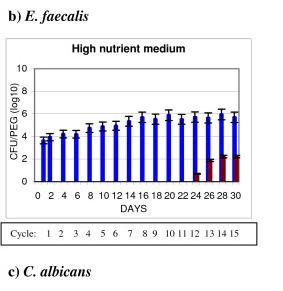 b) E. faecalis
High nutrient medium
10
8
6
4
2
0
CFU/PEG (log10)
0 2 4 6 8 10 12 14 16 18 20 22 24 26 28 30
DAYS
Cycle: 1 2 3 4 5 6 7 8 9 10 11 12 13 14 15
c) C. albicans